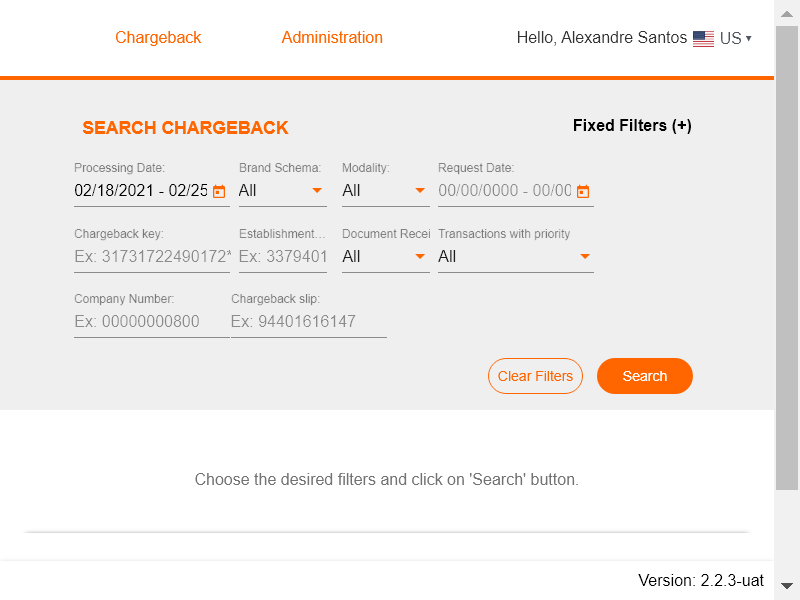 Chargeback Administration Hello, Alexandre Santos US
SEARCH CHARGEBACK Fixed Filters (+)
Processing Date: Brand Schema: Modality: Request Date:
02/18/2021 - 02/25 All All 00/00/0000 - 00/00
Chargeback key: Establishment... Document Recei Transactions with priority
Ex: 31731722490172* Ex: 3379401 All All
Company Number: Chargeback slip:
Ex: 00000000800 Ex: 94401616147
Clear Filters Search
Choose the desired filters and click on 'Search' button.
Version: 2.2.3-uat